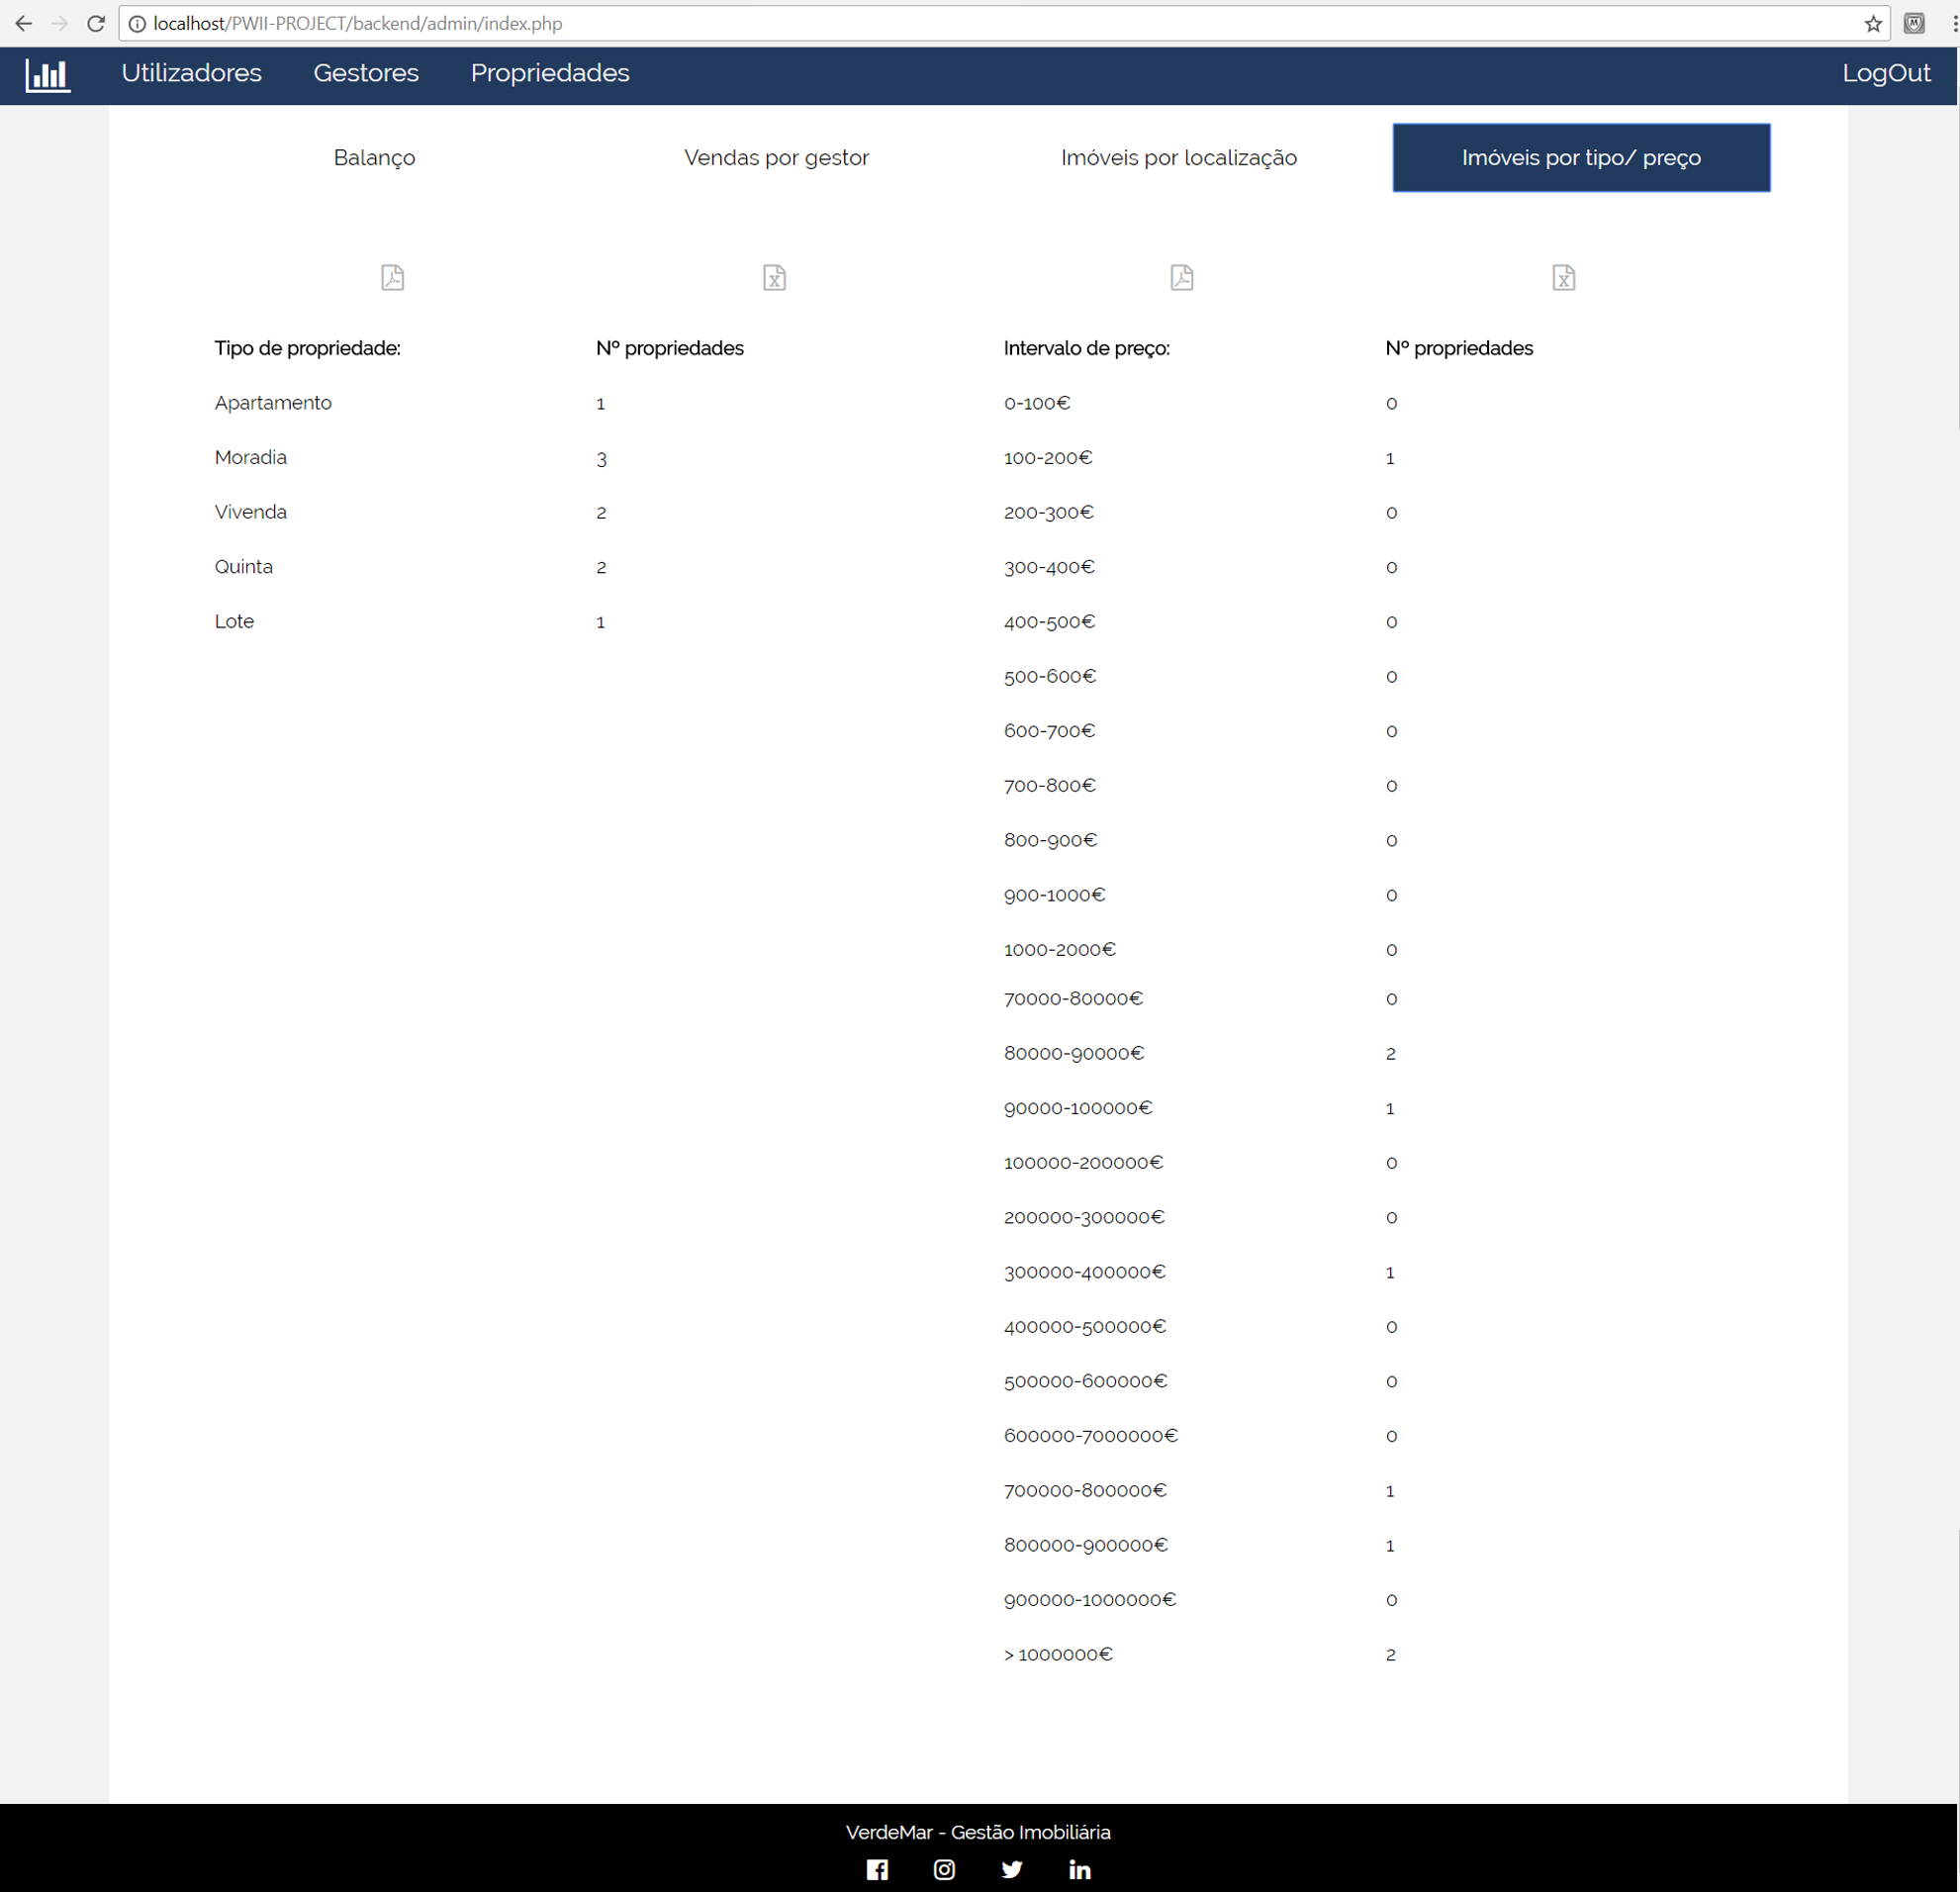 localhost/PWII-PROJECT/backend/admin/index.php
Utilizadores Gestores Propriedades LogOut
Balanço Vendas por gestor Imóveis por localização Imóveis por tipo/ preço
Tipo de propriedade: Nº propriedades Intervalo de preço: Nº propriedades
Apartamento 1 0-100€ 0
Moradia 3 100-200€ 1
Vivenda 2 200-300€ 0
Quinta 2 300-400€ 0
Lote 1 400-500€ 0
500-600€ 0
600-700€ 0
700-800€ 0
800-900€ 0
900-1000€ 0
1000-2000€ 0
70000-80000€ 0
80000-90000€ 2
90000-100000€ 1
100000-200000€ 0
200000-300000€ 0
300000-400000€ 1
400000-500000€ 0
500000-600000€ 0
600000-7000000€ 0
700000-800000€ 1
800000-900000€ 1
900000-1000000€ 0
> 1000000€ 2
VerdeMar - Gestão Imobiliária